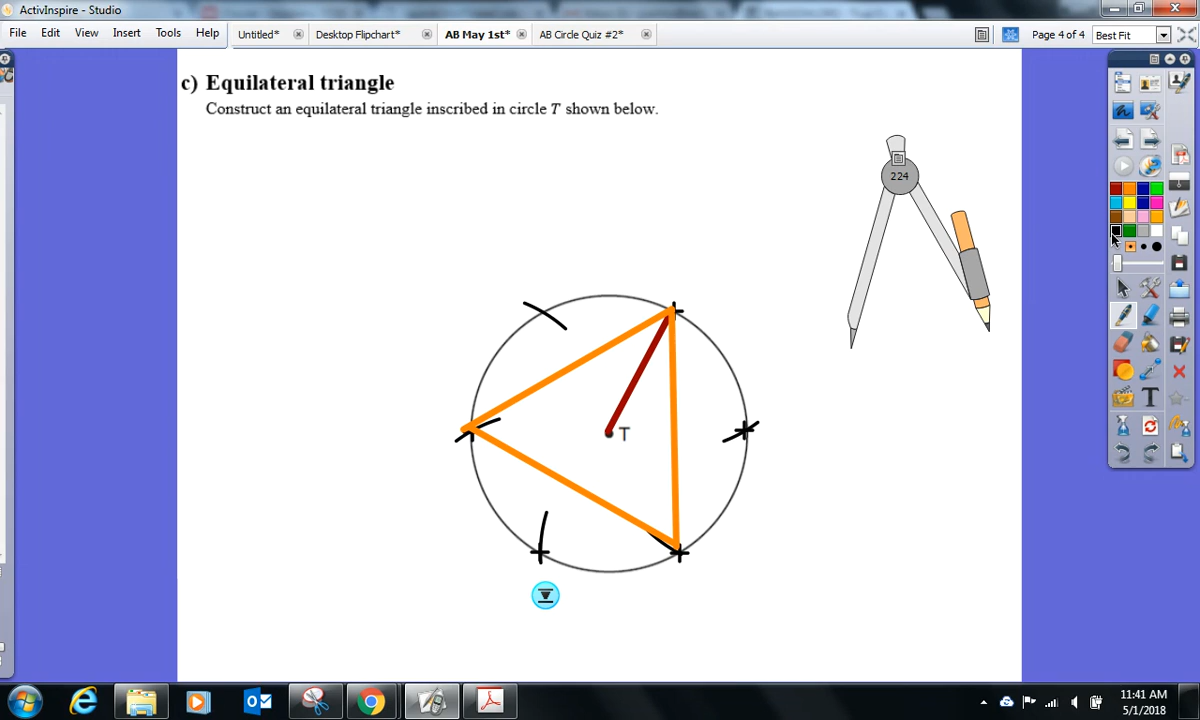 ActivInspire - Studio
File Edit View Insert Tools Help Untitled* Desktop Flipchart* AB May 1st* AB Circle Quiz #2* Page 4 of 4 Best Fit
c) Equilateral triangle
Construct an equilateral triangle inscribed in circle T shown below.
224
T
11:41 AM
5/1/2018